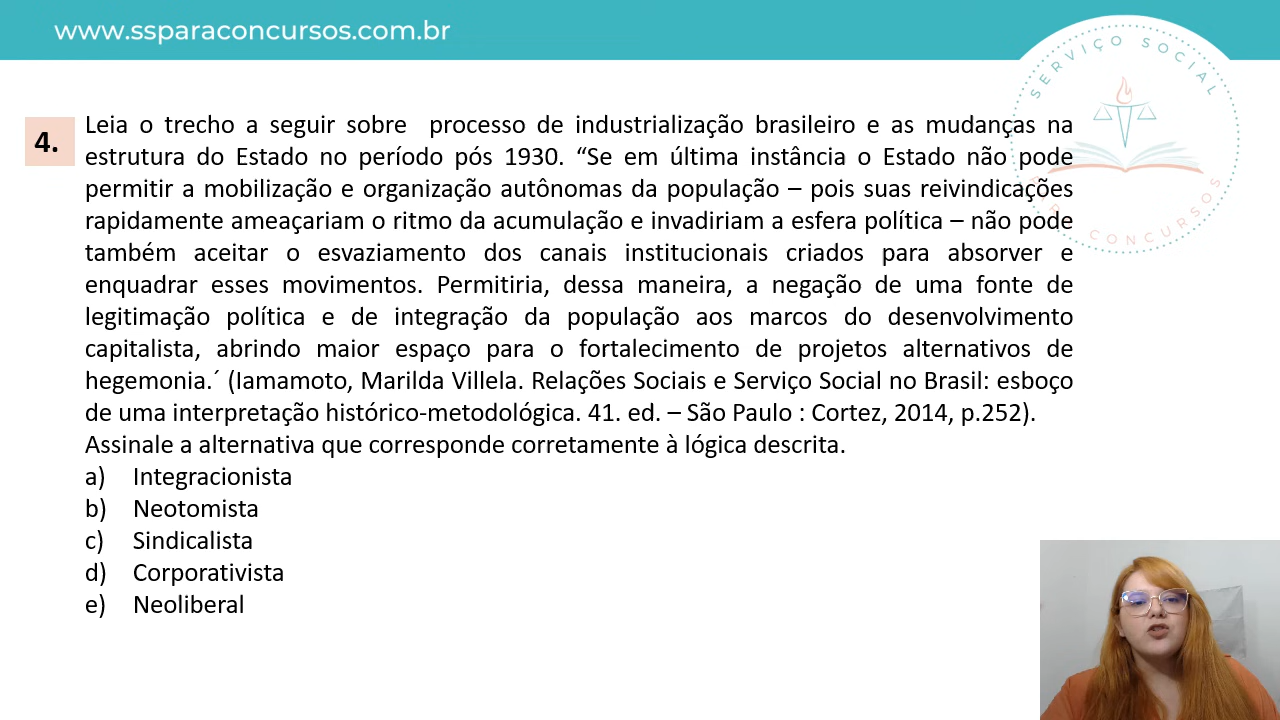 www.ssparaconcursos.com.br
SERVIÇO SOCIAL
4.
Leia o trecho a seguir sobre processo de industrialização brasileiro e as mudanças na
estrutura do Estado no período pós 1930. “Se em última instância o Estado não pode
permitir a mobilização e organização autônomas da população – pois suas reivindicações
rapidamente ameaçariam o ritmo da acumulação e invadiriam a esfera política – não pode
também aceitar o esvaziamento dos canais institucionais criados para absorver e
enquadrar esses movimentos. Permitiria, dessa maneira, a negação de uma fonte de
legitimação política e de integração da população aos marcos do desenvolvimento
capitalista, abrindo maior espaço para o fortalecimento de projetos alternativos de
hegemonia.´ (Iamamoto, Marilda Villela. Relações Sociais e Serviço Social no Brasil: esboço
de uma interpretação histórico-metodológica. 41. ed. – São Paulo : Cortez, 2014, p.252).
Assinale a alternativa que corresponde corretamente à lógica descrita.
a) Integracionista
b) Neotomista
c) Sindicalista
d) Corporativista
e) Neoliberal
CONCURSOS